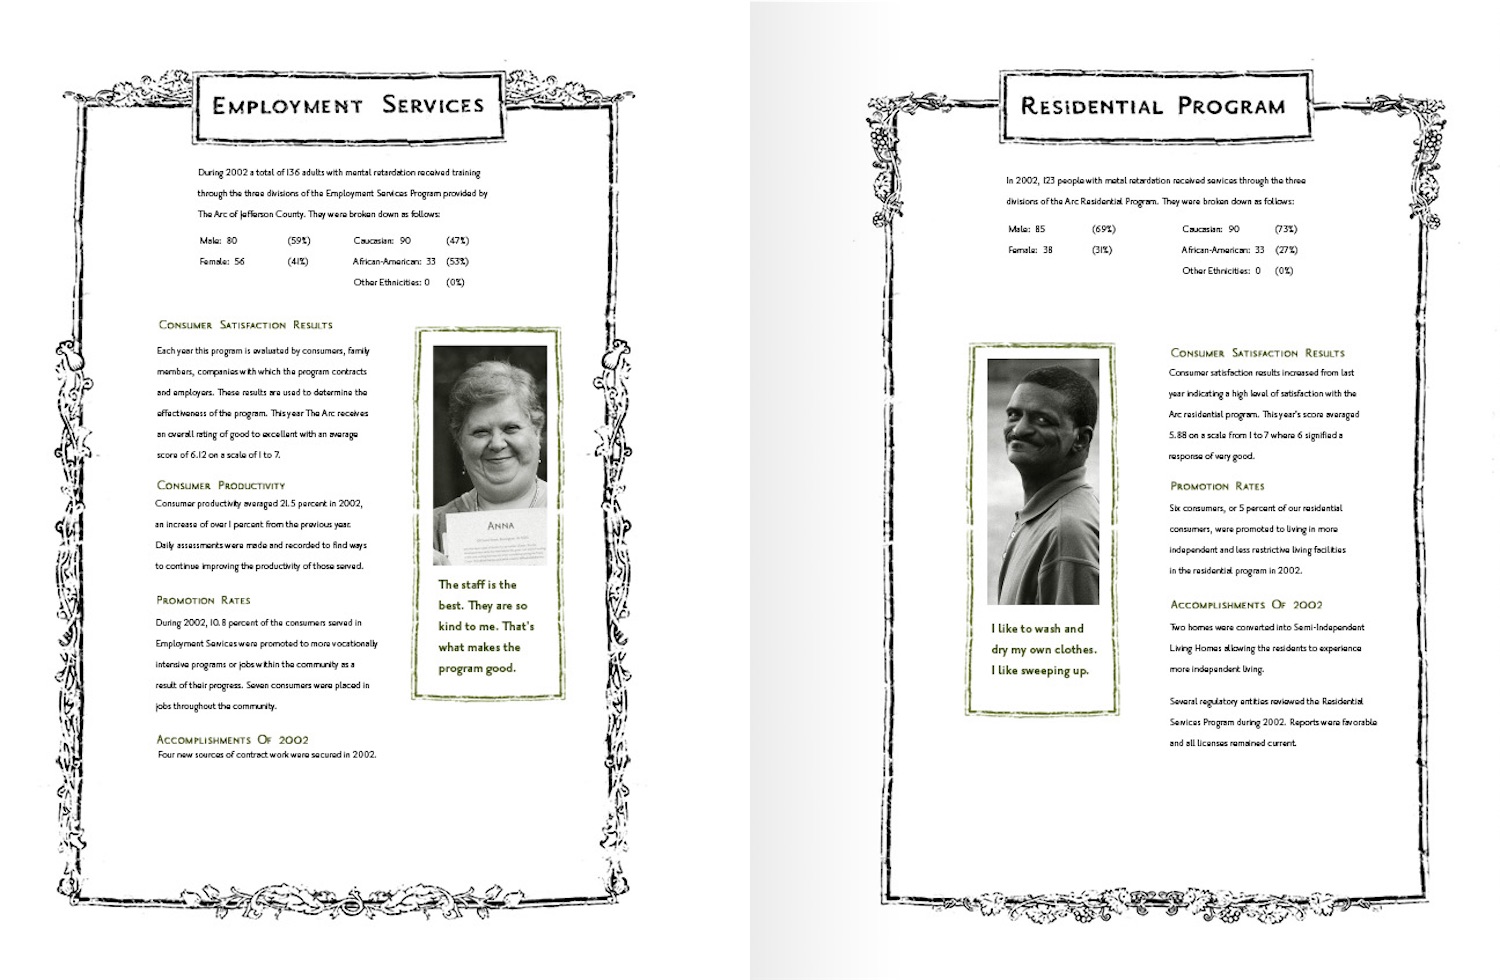 EMPLOYMENT SERVICES
During 2002 a total of 136 adults with mental retardation received training
through the three divisions of the Employment Services Program provided by
The Arc of Jefferson County. They were broken down as follows:
Male: 80 (59%) Caucasian: 90 (47%)
Female: 56 (41%) African-American: 33 (53%)
Other Ethnicities: 0 (0%)
CONSUMER SATISFACTION RESULTS
Each year this program is evaluated by consumers, family
members, companies with which the program contracts
and employers. These results are used to determine the
effectiveness of the program. This year The Arc receives
an overall rating of good to excellent with an average
score of 6.12 on a scale of 1 to 7.
CONSUMER PRODUCTIVITY
Consumer productivity averaged 21.5 percent in 2002,
an increase of over 1 percent from the previous year.
Daily assessments were made and recorded to find ways
to continue improving the productivity of those served.
PROMOTION RATES
During 2002, 10.8 percent of the consumers served in
Employment Services were promoted to more vocationally
intensive programs or jobs within the community as a
result of their progress. Seven consumers were placed in
jobs throughout the community.
ACCOMPLISHMENTS OF 2002
Four new sources of contract work were secured in 2002.
ANNA
The staff is the
best. They are so
kind to me. That's
what makes the
program good.
RESIDENTIAL PROGRAM
In 2002, 123 people with metal retardation received services through the three
divisions of the Arc Residential Program. They were broken down as follows:
Male: 85 (69%) Caucasian: 90 (73%)
Female: 38 (31%) African-American: 33 (27%)
Other Ethnicities: 0 (0%)
I like to wash and
dry my own clothes.
I like sweeping up.
CONSUMER SATISFACTION RESULTS
Consumer satisfaction results increased from last
year indicating a high level of satisfaction with the
Arc residential program. This year's score averaged
5.88 on a scale from 1 to 7 where 6 signified a
response of very good.
PROMOTION RATES
Six consumers, or 5 percent of our residential
consumers, were promoted to living in more
independent and less restrictive living facilities
in the residential program in 2002.
ACCOMPLISHMENTS OF 2002
Two homes were converted into Semi-Independent
Living Homes allowing the residents to experience
more independent living.
Several regulatory entities reviewed the Residential
Services Program during 2002. Reports were favorable
and all licenses remained current.